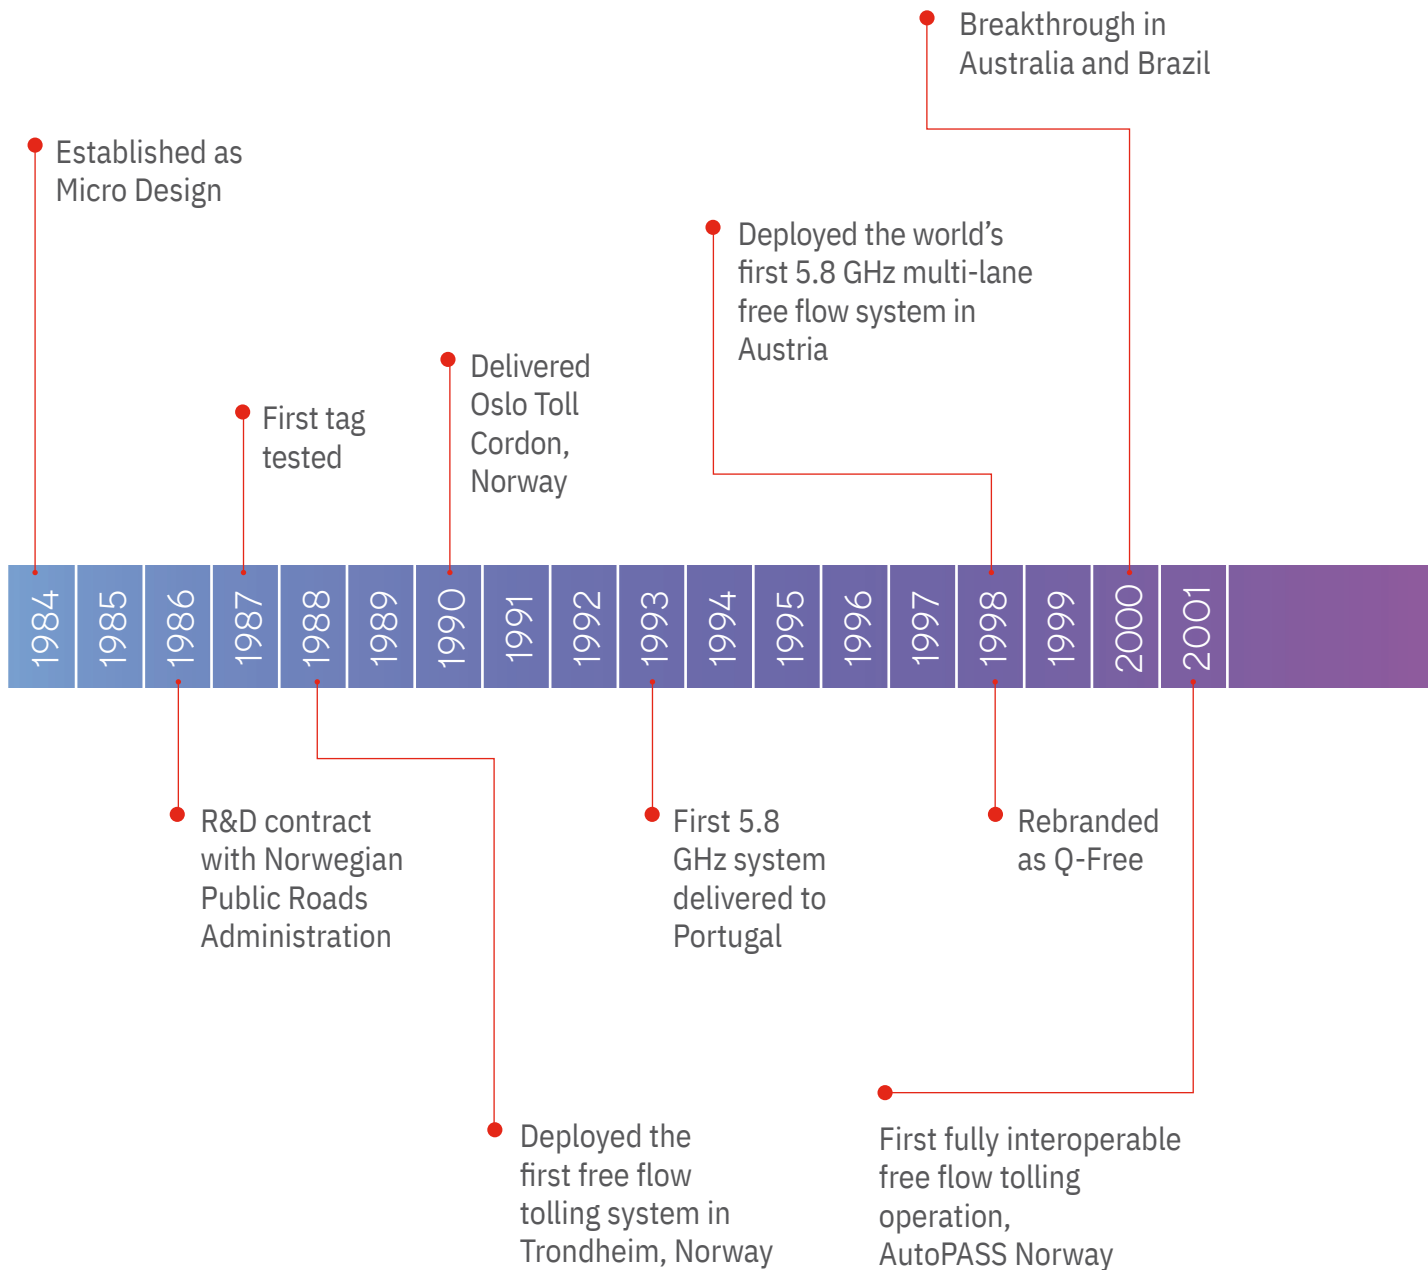 Breakthrough in
Australia and Brazil
Established as
Micro Design
Deployed the world’s
first 5.8 GHz multi-lane
free flow system in
Austria
Delivered
Oslo Toll
Cordon,
Norway
First tag
tested
1984
1985
1986
1987
1988
1989
1990
1991
1992
1993
1994
1995
1996
1997
1998
1999
2000
2001
R&D contract
with Norwegian
Public Roads
Administration
First 5.8
GHz system
delivered to
Portugal
Rebranded
as Q-Free
Deployed the
first free flow
tolling system in
Trondheim, Norway
First fully interoperable
free flow tolling
operation,
AutoPASS Norway